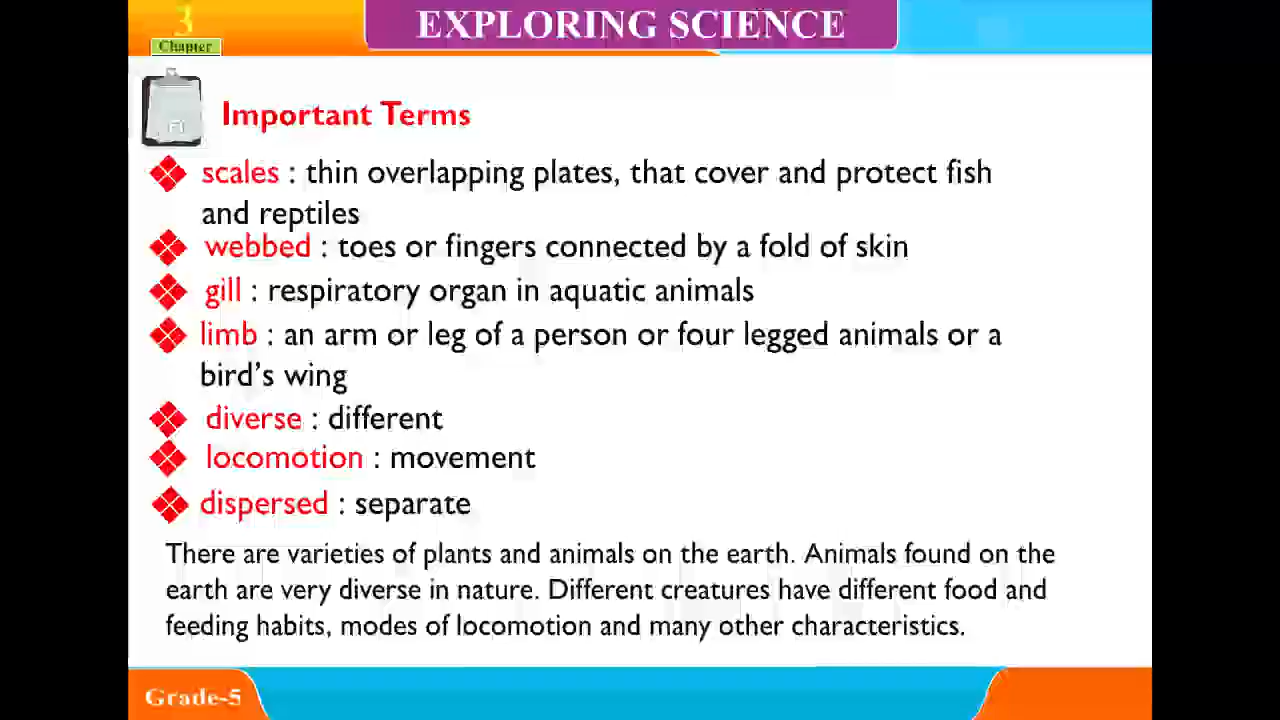 3
Chapter
EXPLORING SCIENCE
Important Terms
scales : thin overlapping plates, that cover and protect fish
and reptiles
webbed : toes or fingers connected by a fold of skin
gill : respiratory organ in aquatic animals
limb : an arm or leg of a person or four legged animals or a
bird's wing
diverse : different
locomotion : movement
dispersed : separate
There are varieties of plants and animals on the earth. Animals found on the
earth are very diverse in nature. Different creatures have different food and
feeding habits, modes of locomotion and many other characteristics.
Grade-5